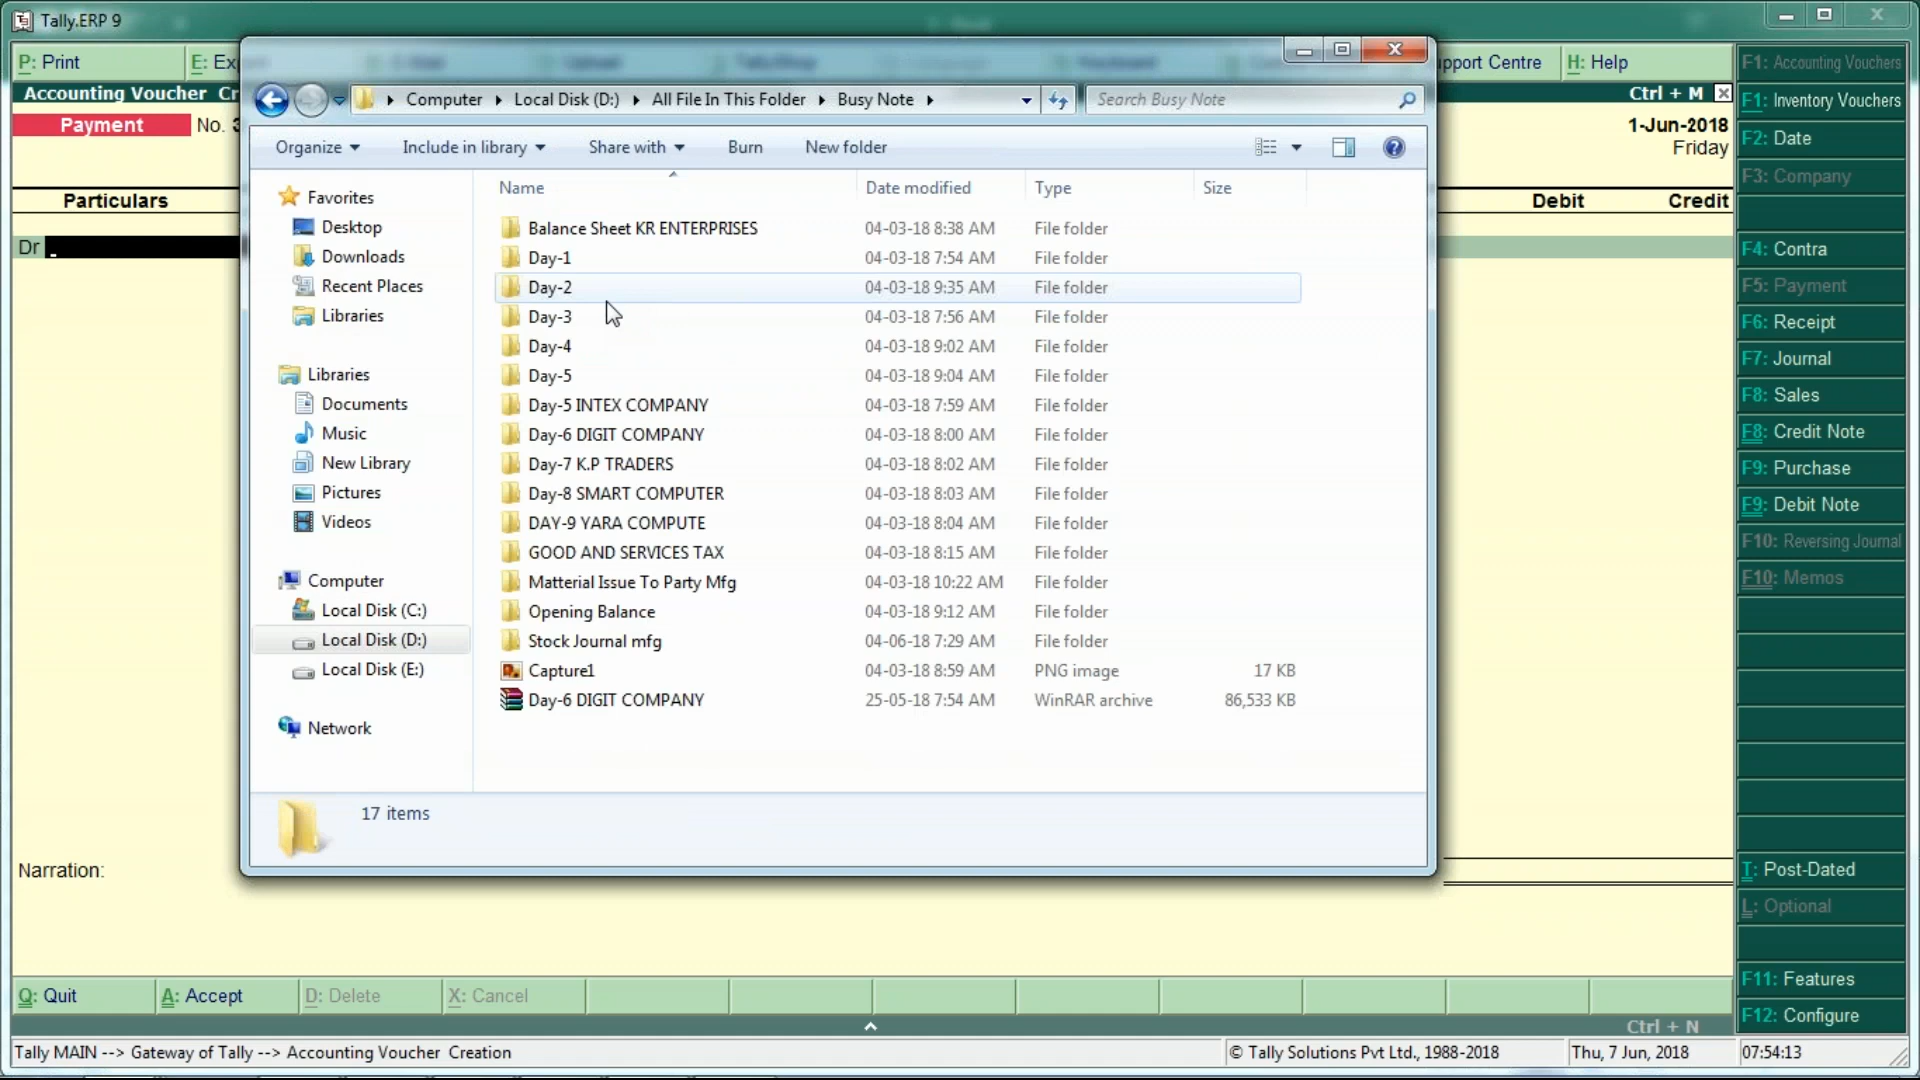 Tally.ERP 9
P: Print
E: Ex
pport Centre
H: Help
Accounting Voucher Cr
Ctrl + M
Payment
No. 3
1-Jun-2018
Friday
Particulars
Debit
Credit
Dr
Computer
Local Disk (D:)
All File In This Folder
Busy Note
Search Busy Note
Organize
Include in library
Share with
Burn
New folder
Name
Date modified
Type
Size
Favorites
Desktop
Downloads
Recent Places
Libraries
Libraries
Documents
Music
New Library
Pictures
Videos
Computer
Local Disk (C:)
Local Disk (D:)
Local Disk (E:)
Network
Balance Sheet KR ENTERPRISES 04-03-18 8:38 AM File folder
Day-1 04-03-18 7:54 AM File folder
Day-2 04-03-18 9:35 AM File folder
Day-3 04-03-18 7:56 AM File folder
Day-4 04-03-18 9:02 AM File folder
Day-5 04-03-18 9:04 AM File folder
Day-5 INTEX COMPANY 04-03-18 7:59 AM File folder
Day-6 DIGIT COMPANY 04-03-18 8:00 AM File folder
Day-7 K.P TRADERS 04-03-18 8:02 AM File folder
Day-8 SMART COMPUTER 04-03-18 8:03 AM File folder
DAY-9 YARA COMPUTE 04-03-18 8:04 AM File folder
GOOD AND SERVICES TAX 04-03-18 8:15 AM File folder
Matterial Issue To Party Mfg 04-03-18 10:22 AM File folder
Opening Balance 04-03-18 9:12 AM File folder
Stock Journal mfg 04-06-18 7:29 AM File folder
Capture1 04-03-18 8:59 AM PNG image 17 KB
Day-6 DIGIT COMPANY 25-05-18 7:54 AM WinRAR archive 86,533 KB
17 items
F1: Accounting Vouchers
F1: Inventory Vouchers
F2: Date
F3: Company
F4: Contra
F5: Payment
F6: Receipt
F7: Journal
F8: Sales
F8: Credit Note
F9: Purchase
F9: Debit Note
F10: Reversing Journal
F10: Memos
T: Post-Dated
L: Optional
F11: Features
F12: Configure
Narration:
Q: Quit
A: Accept
D: Delete
X: Cancel
Ctrl + N
Tally MAIN --> Gateway of Tally --> Accounting Voucher Creation
© Tally Solutions Pvt Ltd., 1988-2018
Thu, 7 Jun, 2018
07:54:13